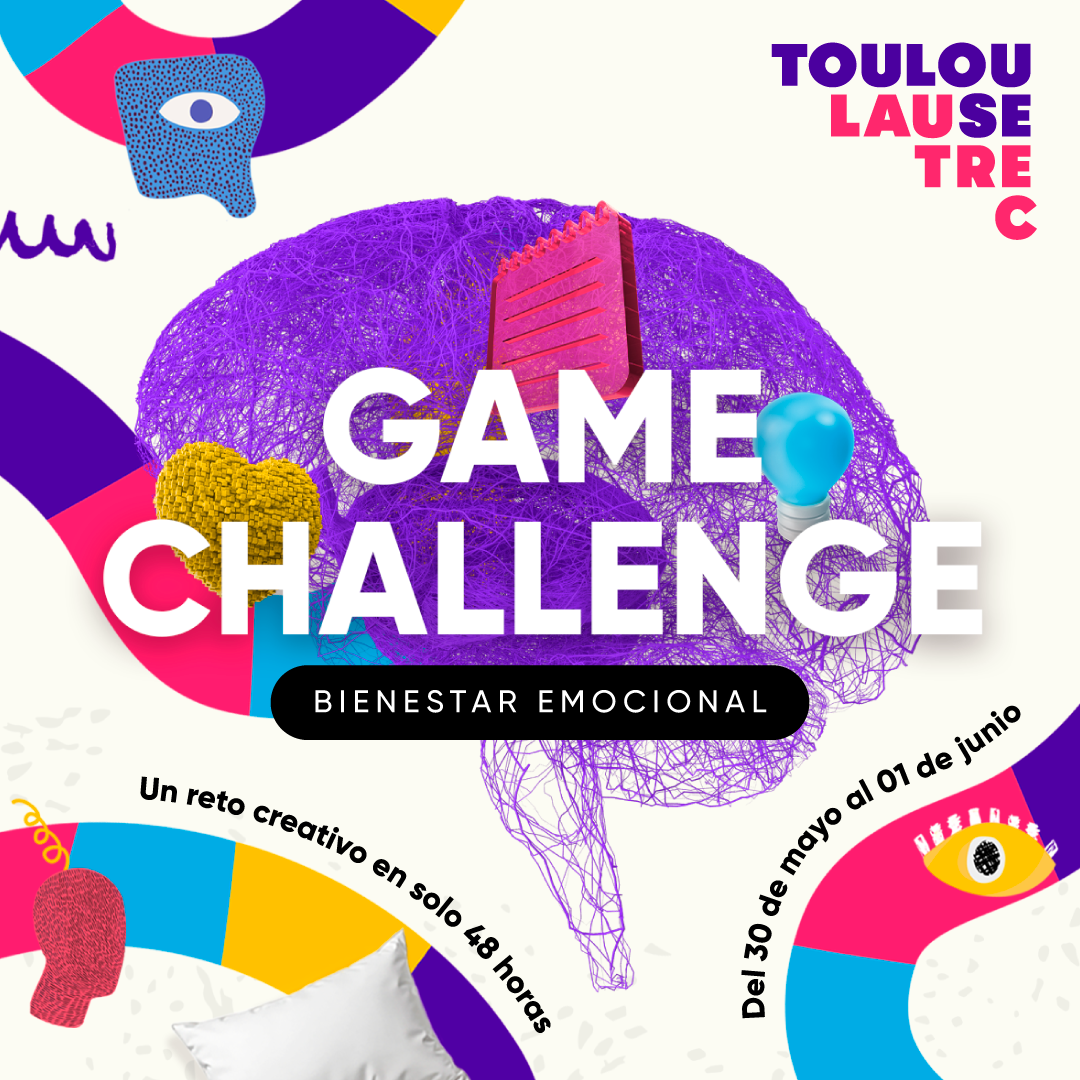 TOULOU
LAUSE
TRE
C
GAME
CHALLENGE
BIENESTAR EMOCIONAL
Un reto creativo en solo 48 horas
Del 30 de mayo al 01 de junio